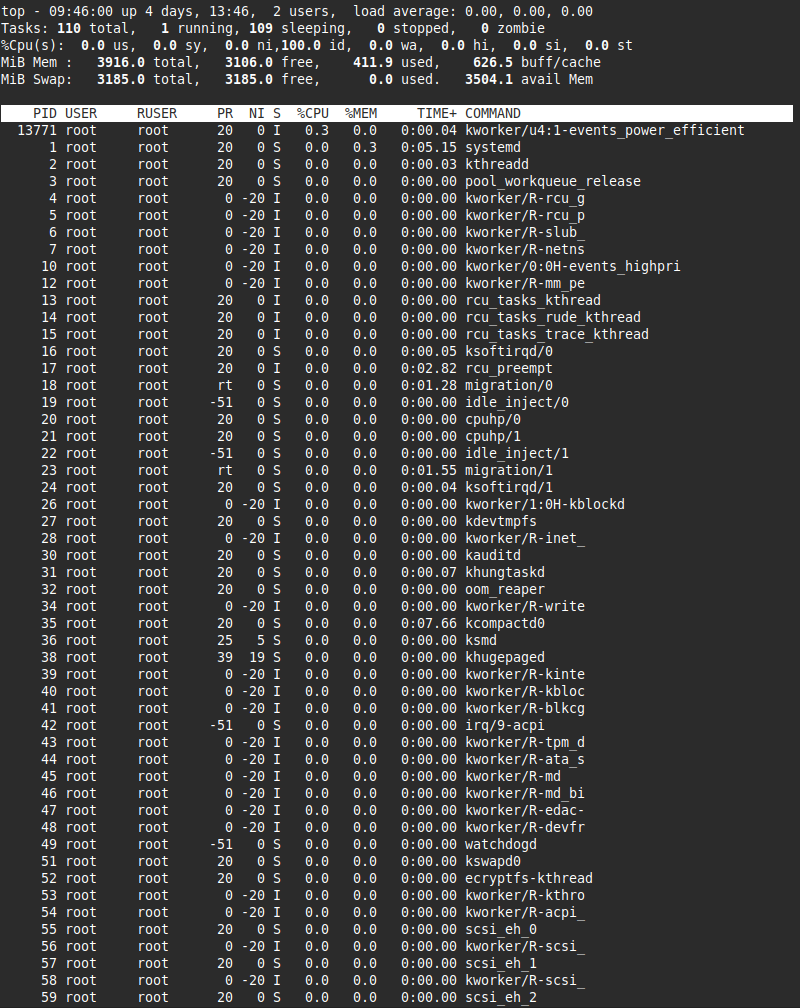 top - 09:46:00 up 4 days, 13:46,  2 users,  load average: 0.00, 0.00, 0.00
Tasks: 110 total,   1 running, 109 sleeping,   0 stopped,   0 zombie
%Cpu(s):  0.0 us,  0.0 sy,  0.0 ni,100.0 id,  0.0 wa,  0.0 hi,  0.0 si,  0.0 st
MiB Mem :   3916.0 total,   3106.0 free,    411.9 used,    626.5 buff/cache
MiB Swap:   3185.0 total,   3185.0 free,      0.0 used.   3504.1 avail Mem
    PID USER     RUSER     PR  NI S  %CPU  %MEM     TIME+ COMMAND
  13771 root     root      20   0 I   0.3   0.0   0:00.04 kworker/u4:1-events_power_efficient
      1 root     root      20   0 S   0.0   0.3   0:05.15 systemd
      2 root     root      20   0 S   0.0   0.0   0:00.03 kthreadd
      3 root     root      20   0 S   0.0   0.0   0:00.00 pool_workqueue_release
      4 root     root       0 -20 I   0.0   0.0   0:00.00 kworker/R-rcu_g
      5 root     root       0 -20 I   0.0   0.0   0:00.00 kworker/R-rcu_p
      6 root     root       0 -20 I   0.0   0.0   0:00.00 kworker/R-slub_
      7 root     root       0 -20 I   0.0   0.0   0:00.00 kworker/R-netns
     10 root     root       0 -20 I   0.0   0.0   0:00.00 kworker/0:0H-events_highpri
     12 root     root       0 -20 I   0.0   0.0   0:00.00 kworker/R-mm_pe
     13 root     root      20   0 I   0.0   0.0   0:00.00 rcu_tasks_kthread
     14 root     root      20   0 I   0.0   0.0   0:00.00 rcu_tasks_rude_kthread
     15 root     root      20   0 I   0.0   0.0   0:00.00 rcu_tasks_trace_kthread
     16 root     root      20   0 S   0.0   0.0   0:00.05 ksoftirqd/0
     17 root     root      20   0 I   0.0   0.0   0:02.82 rcu_preempt
     18 root     root      rt   0 S   0.0   0.0   0:01.28 migration/0
     19 root     root     -51   0 S   0.0   0.0   0:00.00 idle_inject/0
     20 root     root      20   0 S   0.0   0.0   0:00.00 cpuhp/0
     21 root     root      20   0 S   0.0   0.0   0:00.00 cpuhp/1
     22 root     root     -51   0 S   0.0   0.0   0:00.00 idle_inject/1
     23 root     root      rt   0 S   0.0   0.0   0:01.55 migration/1
     24 root     root      20   0 S   0.0   0.0   0:00.04 ksoftirqd/1
     26 root     root       0 -20 I   0.0   0.0   0:00.00 kworker/1:0H-kblockd
     27 root     root      20   0 S   0.0   0.0   0:00.00 kdevtmpfs
     28 root     root       0 -20 I   0.0   0.0   0:00.00 kworker/R-inet_
     30 root     root      20   0 S   0.0   0.0   0:00.00 kauditd
     31 root     root      20   0 S   0.0   0.0   0:00.07 khungtaskd
     32 root     root      20   0 S   0.0   0.0   0:00.00 oom_reaper
     34 root     root       0 -20 I   0.0   0.0   0:00.00 kworker/R-write
     35 root     root      20   0 S   0.0   0.0   0:07.66 kcompactd0
     36 root     root      25   5 S   0.0   0.0   0:00.00 ksmd
     38 root     root      39  19 S   0.0   0.0   0:00.00 khugepaged
     39 root     root       0 -20 I   0.0   0.0   0:00.00 kworker/R-kinte
     40 root     root       0 -20 I   0.0   0.0   0:00.00 kworker/R-kbloc
     41 root     root       0 -20 I   0.0   0.0   0:00.00 kworker/R-blkcg
     42 root     root     -51   0 S   0.0   0.0   0:00.00 irq/9-acpi
     43 root     root       0 -20 I   0.0   0.0   0:00.00 kworker/R-tpm_d
     44 root     root       0 -20 I   0.0   0.0   0:00.00 kworker/R-ata_s
     45 root     root       0 -20 I   0.0   0.0   0:00.00 kworker/R-md
     46 root     root       0 -20 I   0.0   0.0   0:00.00 kworker/R-md_bi
     47 root     root       0 -20 I   0.0   0.0   0:00.00 kworker/R-edac-
     48 root     root       0 -20 I   0.0   0.0   0:00.00 kworker/R-devfr
     49 root     root     -51   0 S   0.0   0.0   0:00.00 watchdogd
     51 root     root      20   0 S   0.0   0.0   0:00.00 kswapd0
     52 root     root      20   0 S   0.0   0.0   0:00.00 ecryptfs-kthread
     53 root     root       0 -20 I   0.0   0.0   0:00.00 kworker/R-kthro
     54 root     root       0 -20 I   0.0   0.0   0:00.00 kworker/R-acpi_
     55 root     root      20   0 S   0.0   0.0   0:00.00 scsi_eh_0
     56 root     root       0 -20 I   0.0   0.0   0:00.00 kworker/R-scsi_
     57 root     root      20   0 S   0.0   0.0   0:00.00 scsi_eh_1
     58 root     root       0 -20 I   0.0   0.0   0:00.00 kworker/R-scsi_
     59 root     root      20   0 S   0.0   0.0   0:00.00 scsi_eh_2